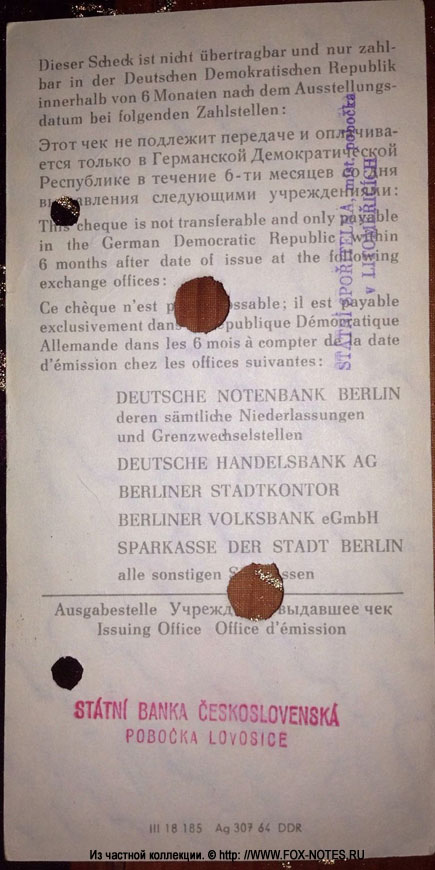 Dieser Scheck ist nicht übertragbar und nur zahl-
bar in der Deutschen Demokratischen Republik
innerhalb von 6 Monaten nach dem Ausstellungs-
datum bei folgenden Zahlstellen:
Этот чек не подлежит передаче и оплачива-
ется только в Германской Демократической
Республике в течение 6-ти месяцев со дня
следующими учреждениями:
This cheque is not transferable and only payable
in the German Democratic Republic within
6 months after date of issue at the following
exchange offices:
Ce chèque n'est ; il est payable
exclusivement dans République Démocratique
Allemande dans les 6 mois à compter de la date
d'émission chez les offices suivantes:
DEUTSCHE NOTENBANK BERLIN
deren sämtliche Niederlassungen
und Grenzwechselstellen
DEUTSCHE HANDELSBANK AG
BERLINER STADTKONTOR
BERLINER VOLKSBANK eGmbH
SPARKASSE DER STADT BERLIN
alle sonstigen
Ausgabestelle выдавшее чек
Issuing Office Office d'émission
STÁTNÍ SPOŘITELNA, pobočka
v LITOMĚŘICÍCH
STÁTNÍ BANKA ČESKOSLOVENSKÁ
POBOČKA LOVOSICE
III 18 185 Ag 307 64 DDR
Из частной коллекции. © http: //WWW.FOX-NOTES.RU